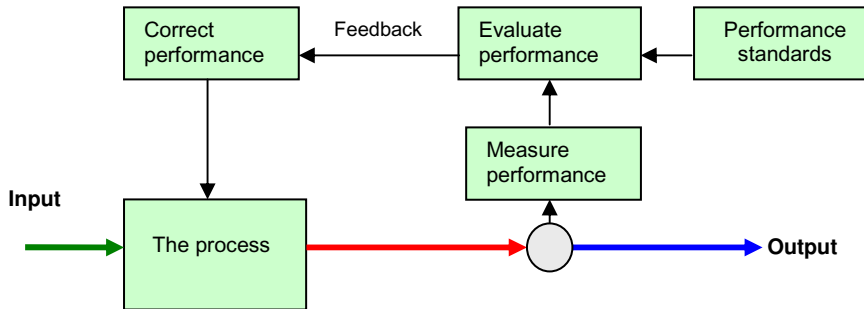 Correct
performance
Feedback
Evaluate
performance
Performance
standards
Measure
performance
Input
The process
Output